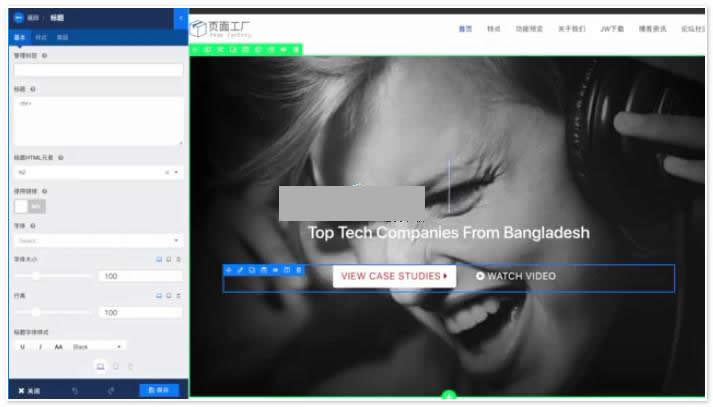 返回 标题
页面工厂
Page Factory
首页 特点 功能预览 关于我们 JW下载 博客资讯 论坛社区
基本 样式 高级
管理标签
标题
标题HTML元素
h2
使用链接
NO
字体
Select
字体大小
100
行高
100
标题字体样式
U I AA Black
关闭 保存
Top Tech Companies From Bangladesh
VIEW CASE STUDIES
WATCH VIDEO